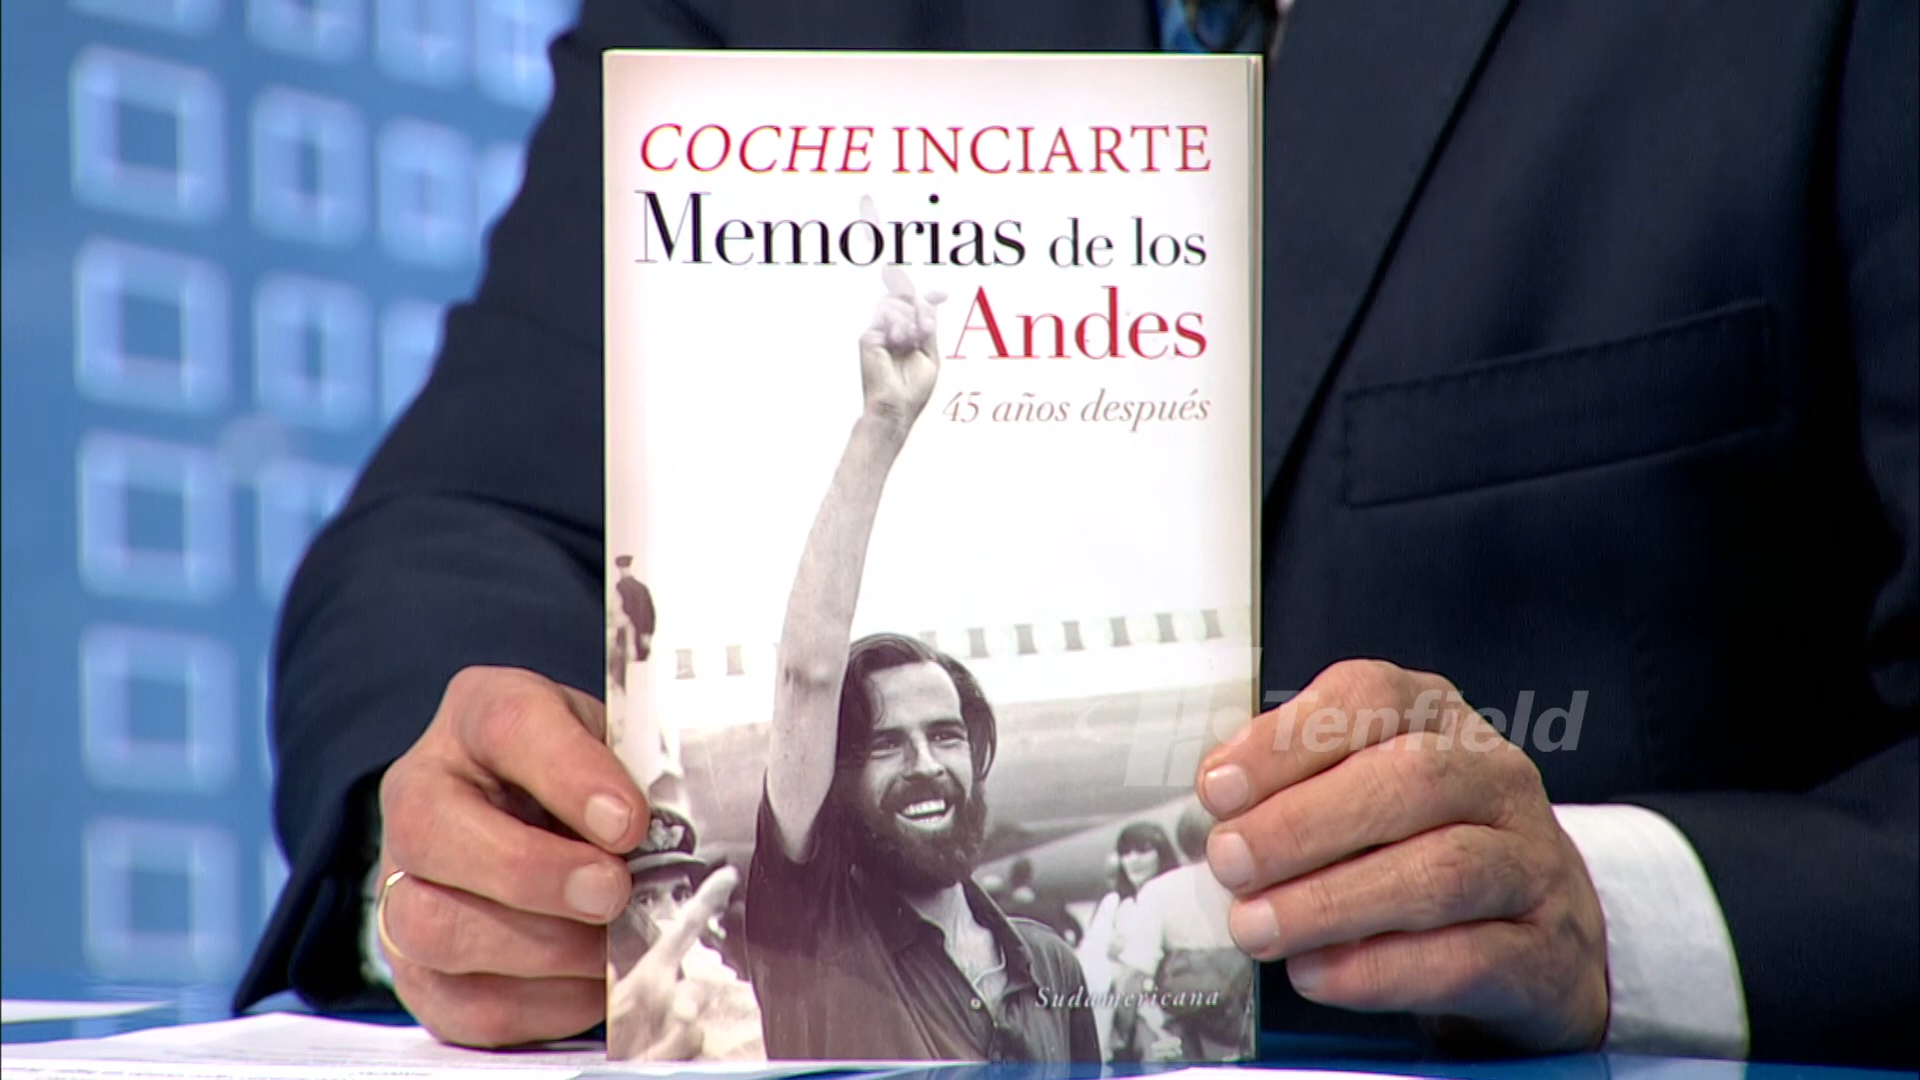 COCHE INCIARTE
Memorias de los
Andes
45 años después
Tenfield
Sudamericana